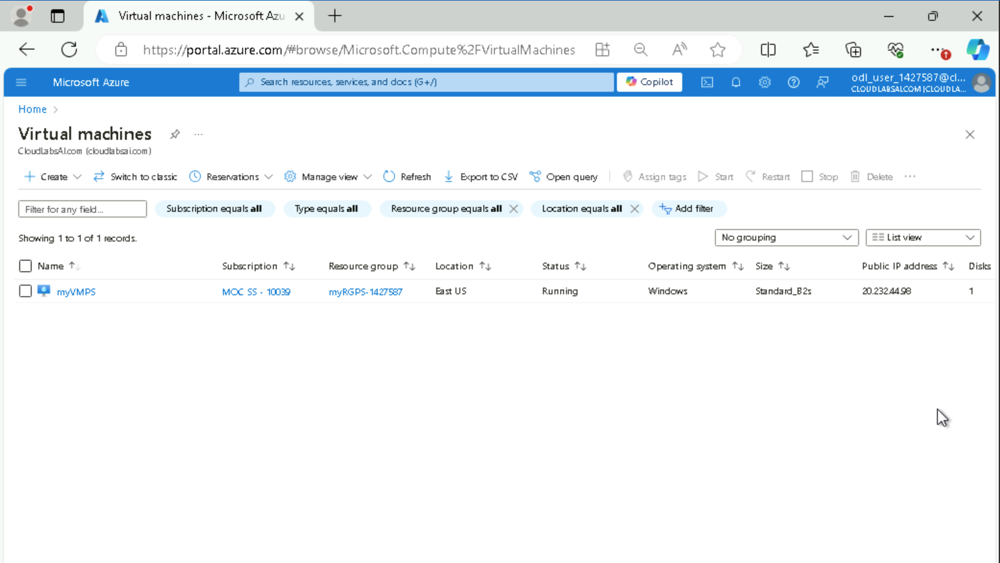 Virtual machines - Microsoft Azu
https://portal.azure.com/#browse/Microsoft.Compute%2FVirtualMachines
Microsoft Azure
Search resources, services, and docs (G+/)
Copilot
odl_user_1427587@cl...
CLOUDLABSAI.COM (CLOUDLA...
Home >
Virtual machines
CloudLabsAI.com (cloudlabsai.com)
Create
Switch to classic
Reservations
Manage view
Refresh
Export to CSV
Open query
Assign tags
Start
Restart
Stop
Delete
Filter for any field...
Subscription equals all
Type equals all
Resource group equals all
Location equals all
Add filter
Showing 1 to 1 of 1 records.
No grouping
List view
Name Subscription Resource group Location Status Operating system Size Public IP address Disks
myVMPS MOC SS - 10039 myRGPS-1427587 East US Running Windows Standard_B2s 20.232.44.98 1